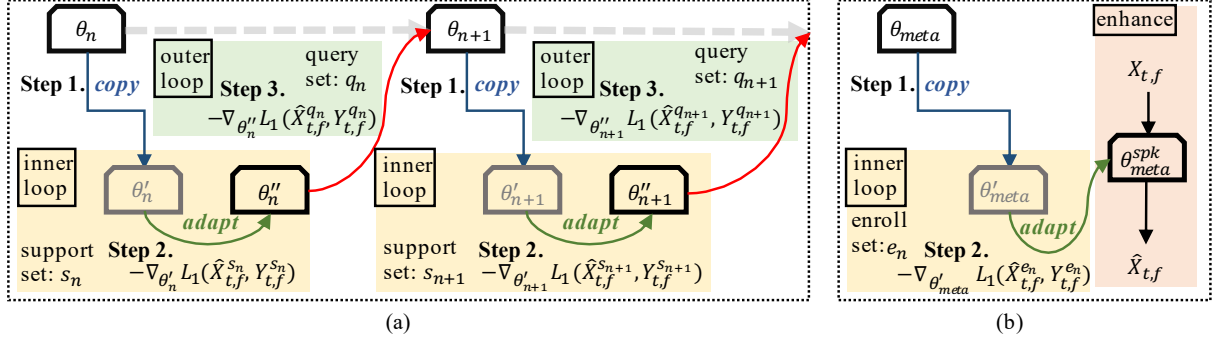 θ_n
θ_{n+1}
Step 1. copy
outer
loop
query
set: q_n
Step 3.
−∇_{θ''_n} L_1(X̂^{q_n}_{t,f}, Y^{q_n}_{t,f})
Step 1. copy
outer
loop
query
set: q_{n+1}
Step 3.
−∇_{θ''_{n+1}} L_1(X̂^{q_{n+1}}_{t,f}, Y^{q_{n+1}}_{t,f})
inner
loop
θ'_n
θ''_n
adapt
support
set: s_n
Step 2.
−∇_{θ'_n} L_1(X̂^{s_n}_{t,f}, Y^{s_n}_{t,f})
inner
loop
θ'_{n+1}
θ''_{n+1}
adapt
support
set: s_{n+1}
Step 2.
−∇_{θ'_{n+1}} L_1(X̂^{s_{n+1}}_{t,f}, Y^{s_{n+1}}_{t,f})
(a)
θ_{meta}
enhance
Step 1. copy
X_{t,f}
inner
loop
θ'_{meta}
θ^{spk}_{meta}
enroll
set: e_n
adapt
Step 2.
−∇_{θ'_{meta}} L_1(X̂^{e_n}_{t,f}, Y^{e_n}_{t,f})
X̂_{t,f}
(b)